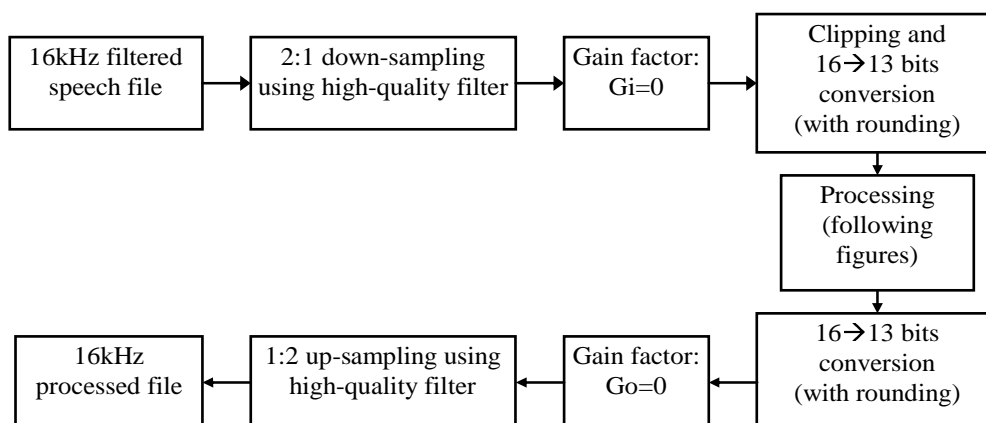 16kHz filtered
speech file
2:1 down-sampling
using high-quality filter
Gain factor:
Gi=0
Clipping and
16→13 bits
conversion
(with rounding)
Processing
(following
figures)
16→13 bits
conversion
(with rounding)
Gain factor:
Go=0
1:2 up-sampling using
high-quality filter
16kHz
processed file